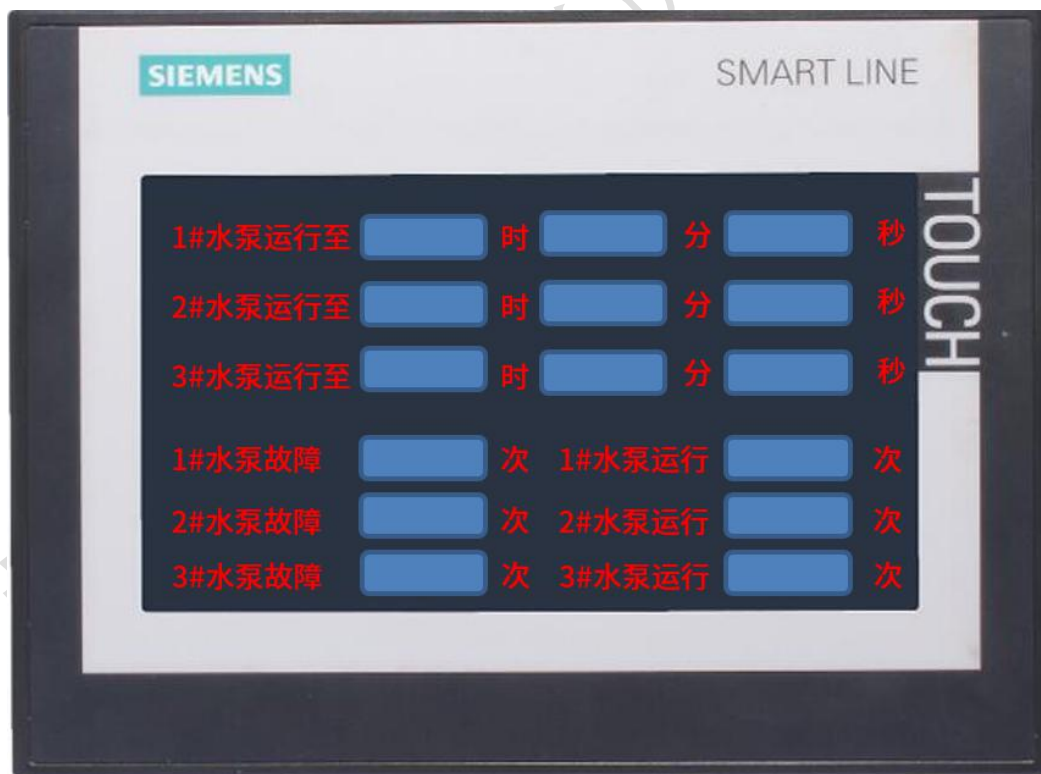 SIEMENS SMART LINE
TOUCH
1#水泵运行至 时 分 秒
2#水泵运行至 时 分 秒
3#水泵运行至 时 分 秒
1#水泵故障 次 1#水泵运行 次
2#水泵故障 次 2#水泵运行 次
3#水泵故障 次 3#水泵运行 次